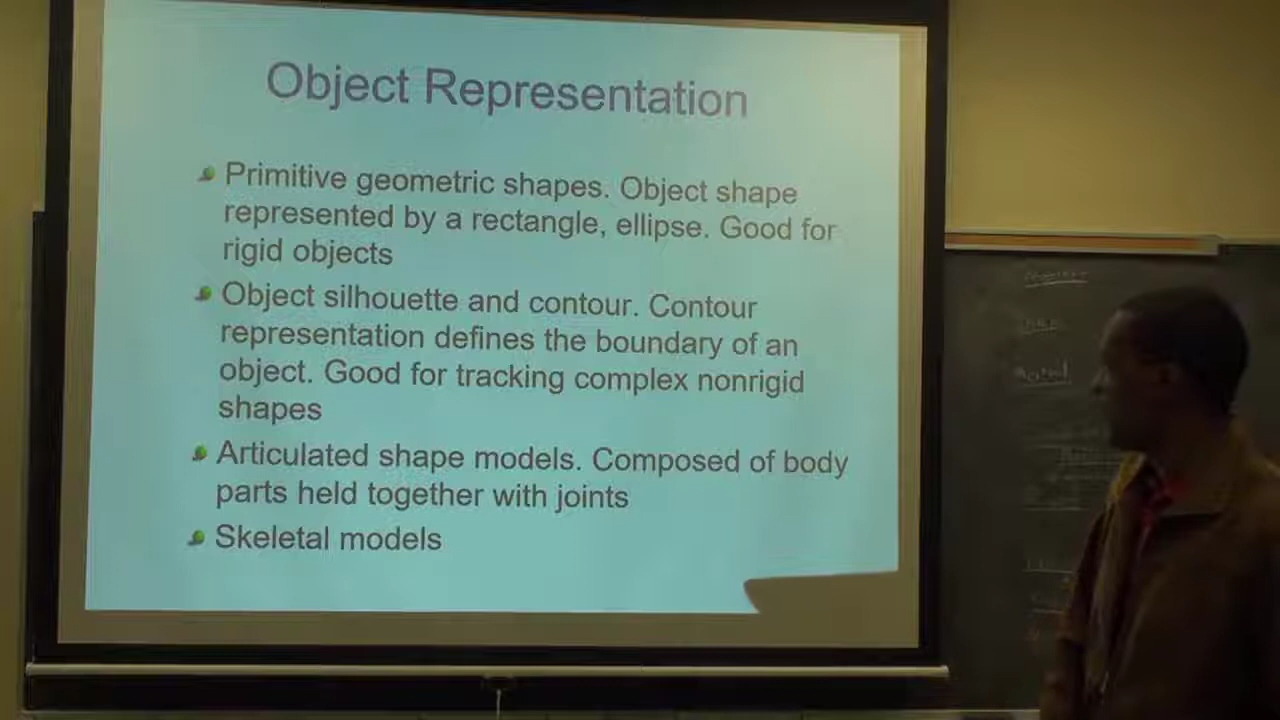 Object Representation
Primitive geometric shapes. Object shape
represented by a rectangle, ellipse. Good for
rigid objects
Object silhouette and contour. Contour
representation defines the boundary of an
object. Good for tracking complex nonrigid
shapes
Articulated shape models. Composed of body
parts held together with joints
Skeletal models